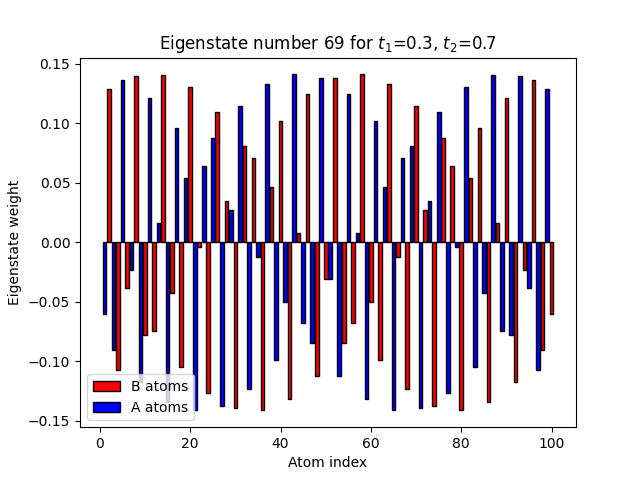 Eigenstate number 69 for t₁=0.3, t₂=0.7
Eigenstate weight
0.15
0.10
0.05
0.00
−0.05
−0.10
−0.15
B atoms
A atoms
0 20 40 60 80 100
Atom index